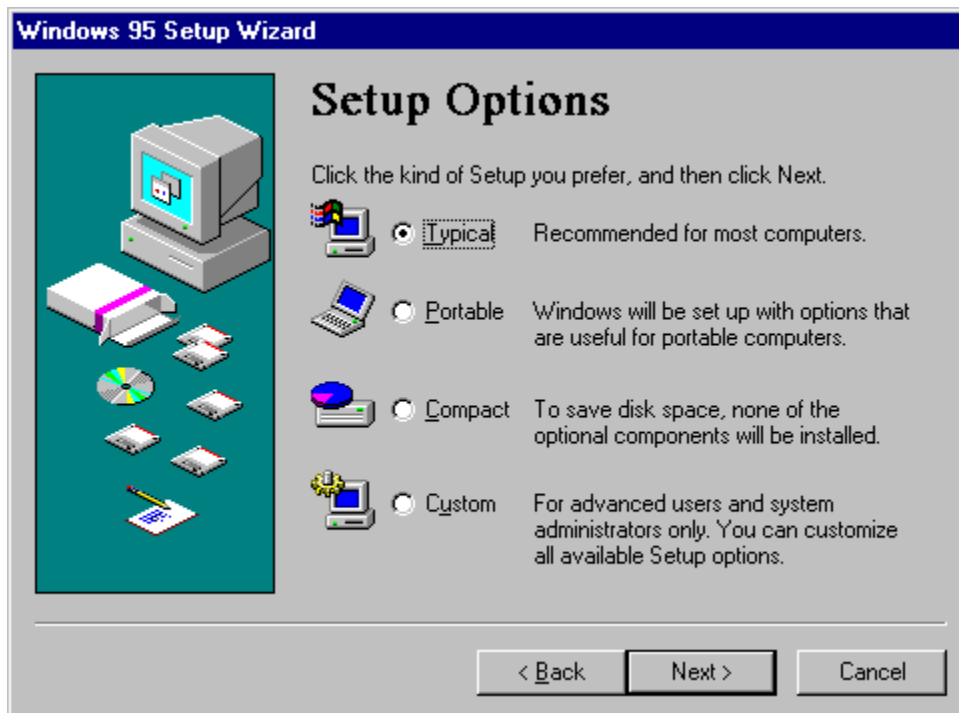 Windows 95 Setup Wizard
Setup Options
Click the kind of Setup you prefer, and then click Next.
Typical Recommended for most computers.
Portable Windows will be set up with options that
are useful for portable computers.
Compact To save disk space, none of the
optional components will be installed.
Custom For advanced users and system
administrators only. You can customize
all available Setup options.
< Back Next > Cancel